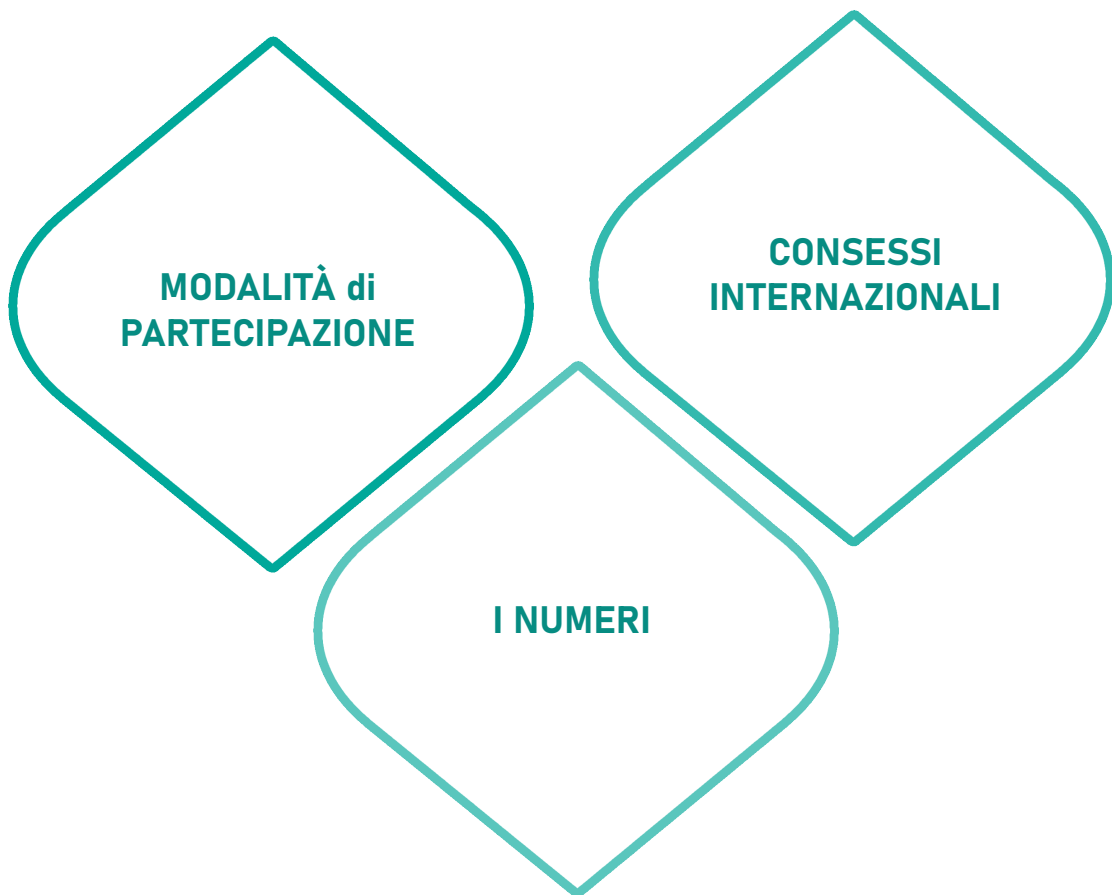 MODALITÀ di
PARTECIPAZIONE
CONSESSI
INTERNAZIONALI
I NUMERI